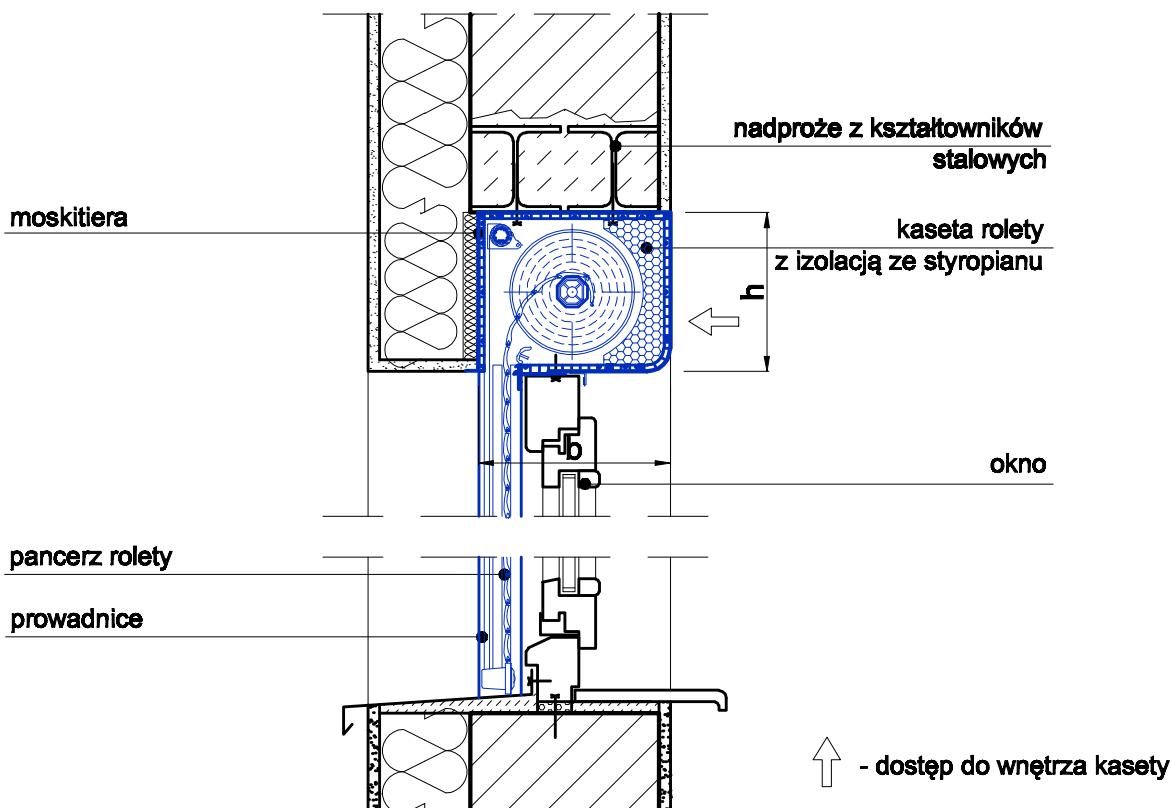 nadproże z kształtowników
stalowych
moskitiera
kaseta rolety
z izolacją ze styropianu
h
b
okno
pancerz rolety
prowadnice
- dostęp do wnętrza kasety